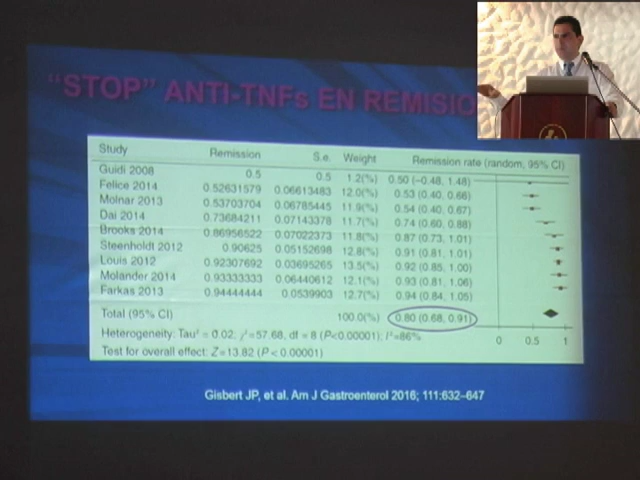 "STOP" ANTI-TNFs EN REMISIO
Study Remission S.e. Weight Remission rate (random, 95% CI)
Guidi 2008 0.5 0.5 1.2(%) 0.50 (−0.48, 1.48)
Felice 2014 0.52631579 0.06613483 12.0(%) 0.53 (0.40, 0.66)
Molnar 2013 0.53703704 0.06785445 11.9(%) 0.54 (0.40, 0.67)
Dai 2014 0.73684211 0.07143378 11.7(%) 0.74 (0.60, 0.88)
Brooks 2014 0.86956522 0.07022373 11.8(%) 0.87 (0.73, 1.01)
Steenholdt 2012 0.90625 0.05152698 12.8(%) 0.91 (0.81, 1.01)
Louis 2012 0.92307692 0.03695265 13.5(%) 0.92 (0.85, 1.00)
Molander 2014 0.93333333 0.06440612 12.1(%) 0.93 (0.81, 1.06)
Farkas 2013 0.94444444 0.0539903 12.7(%) 0.94 (0.84, 1.05)
Total (95% CI) 100.0(%) 0.80 (0.68, 0.91)
Heterogeneity: Tau² = 0.02; χ²=57.68, df = 8 (P<0.00001); I²=86%
Test for overall effect: Z=13.82 (P < 0.00001)
0 0.5 1
Gisbert JP, et al. Am J Gastroenterol 2016; 111:632–647